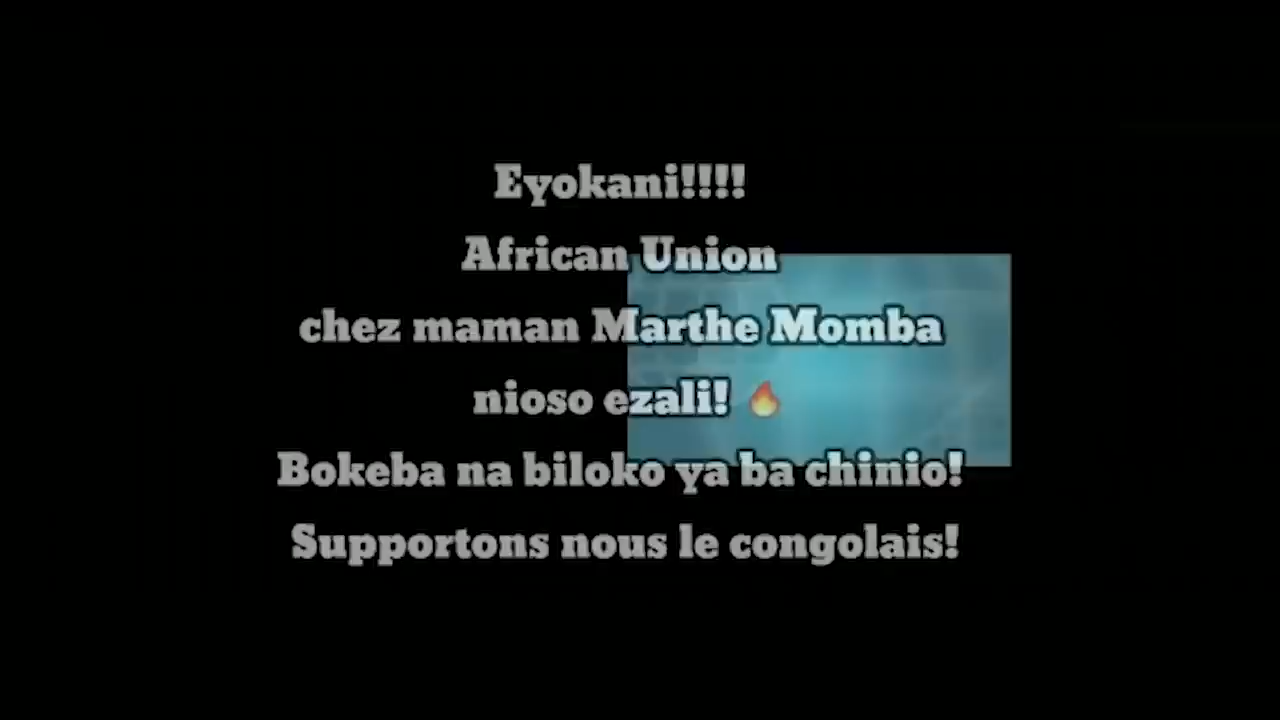 Eyokani!!!!
African Union
chez maman Marthe Momba
nioso ezali! 🔥
Bokeba na biloko ya ba chinio!
Supportons nous le congolais!